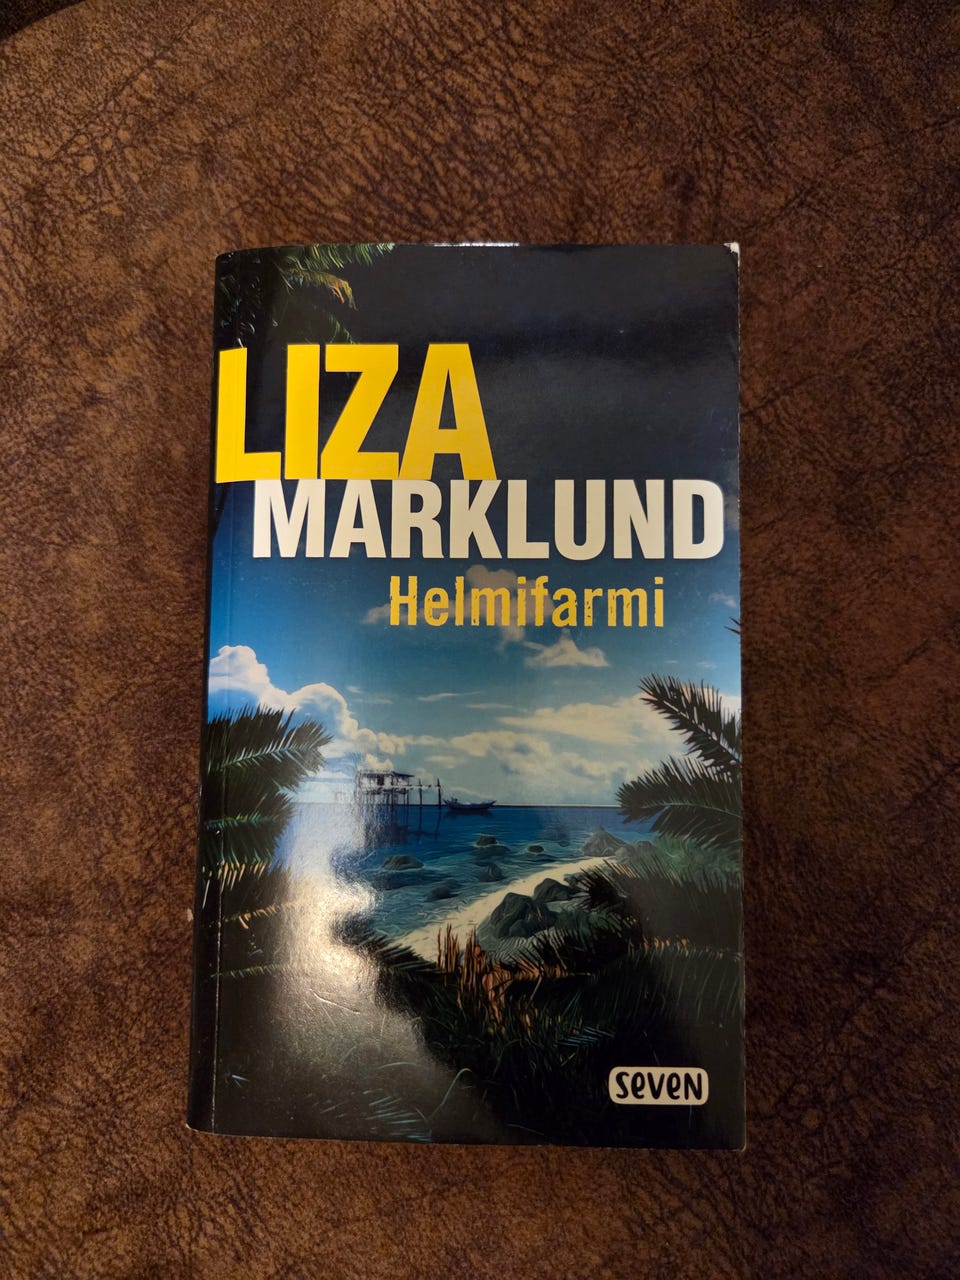 LIZA
MARKLUND
Helmifarmi
SEVEN